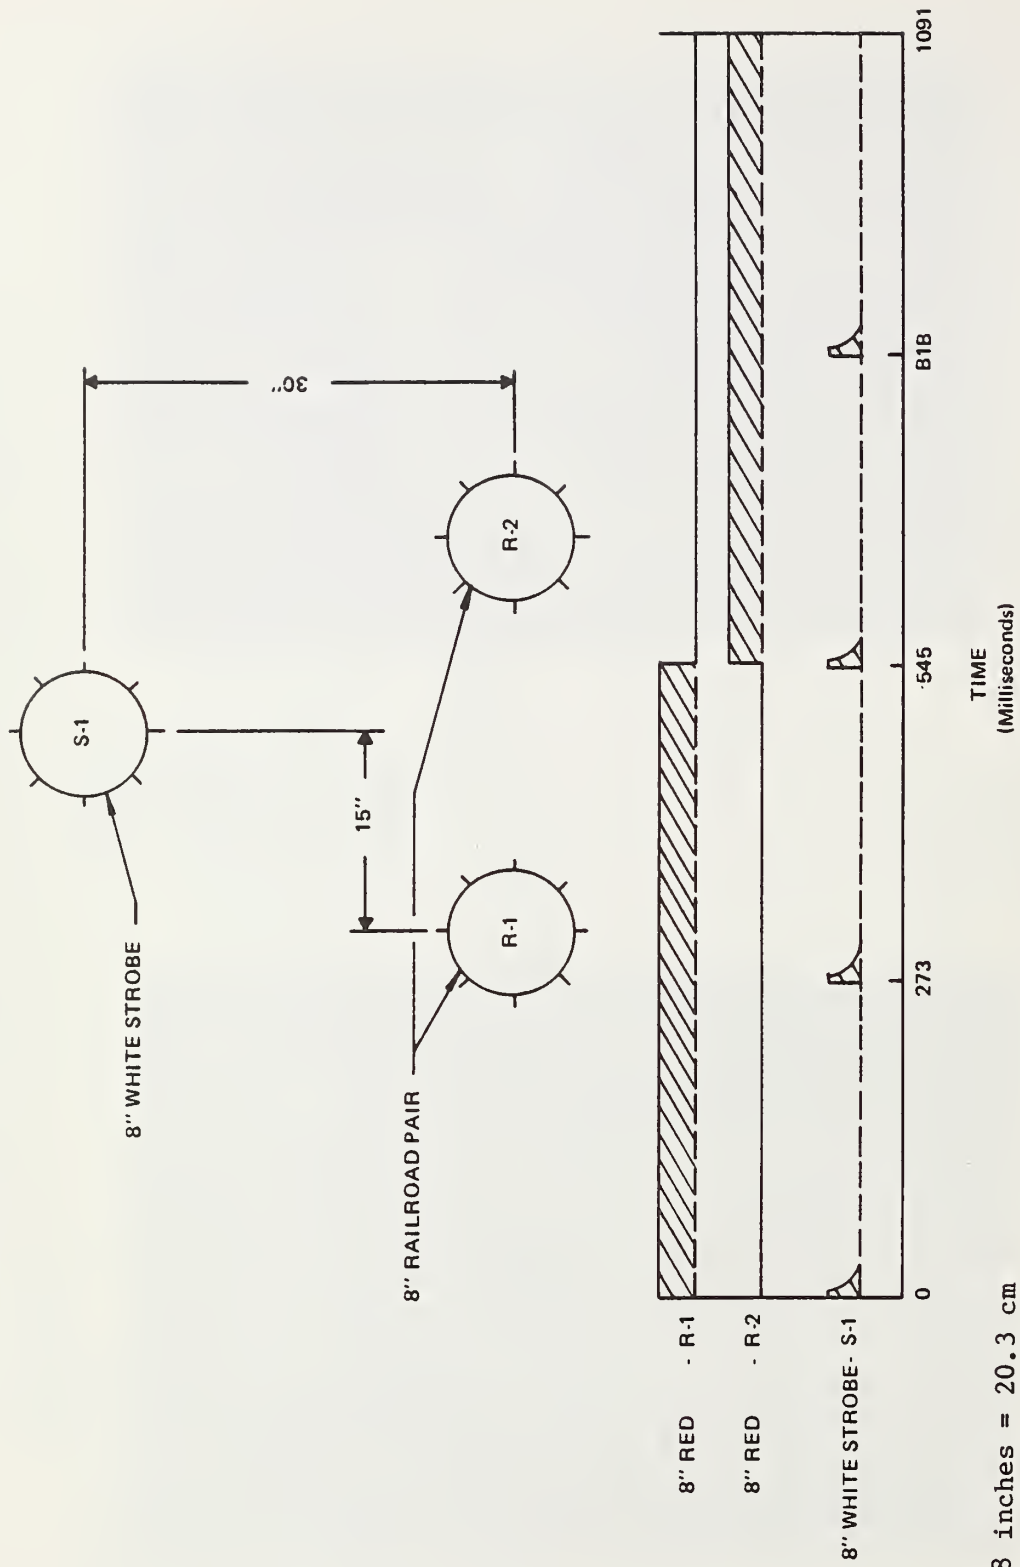 S-1
8" WHITE STROBE
30"
15"
R-1
R-2
8" RAILROAD PAIR
8" RED - R-1
8" RED - R-2
8" WHITE STROBE - S-1
0
273
545
818
1091
TIME
(Milliseconds)
8 inches = 20.3 cm